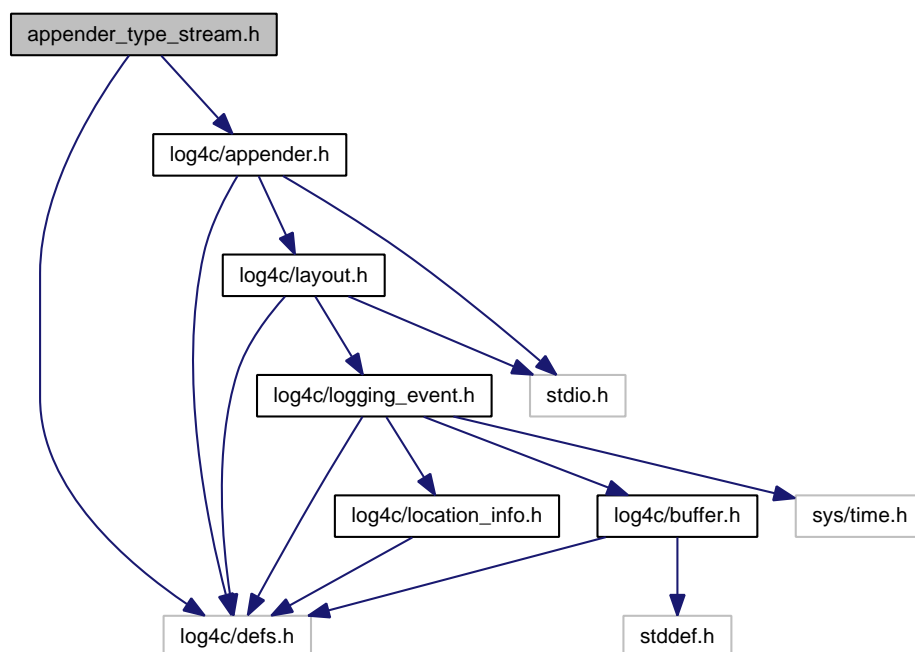 appender_type_stream.h
log4c/appender.h
log4c/layout.h
log4c/logging_event.h
stdio.h
log4c/location_info.h
log4c/buffer.h
sys/time.h
log4c/defs.h
stddef.h